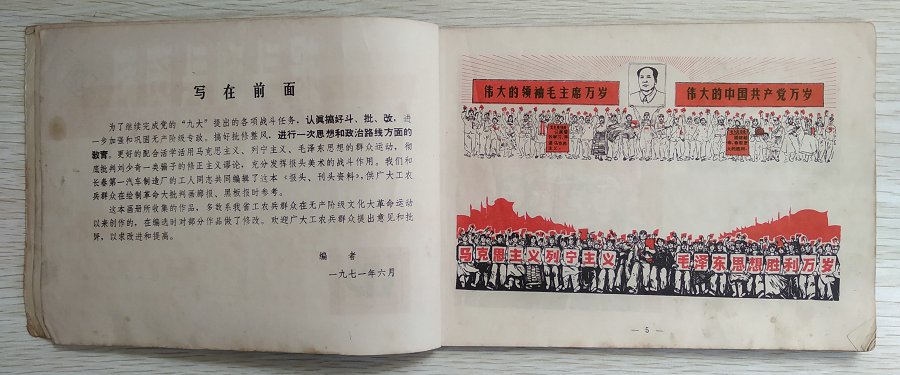 写在前面
为了继续完成党的“九大”提出的各项战斗任务，认真搞好斗、批、改，进
一步加强和巩固无产阶级专政，搞好批修整风，进行一次思想和政治路线方面的
教育，更好的配合活学活用马克思主义、列宁主义、毛泽东思想的群众运动，彻
底批判刘少奇一类骗子的修正主义谬论，充分发挥报头美术的战斗作用，我们和
长春第一汽车制造厂的工人同志共同编辑了这本《报头、刊头资料》，供广大工农
兵群众在绘制革命大批判画廊报、黑板报时参考。
这本画册所收集的作品，多数系我省工农兵群众在无产阶级文化大革命运动
以来创作的，在编选时对部分作品做了修改。欢迎广大工农兵群众提出意见和批
评，以求改进和提高。
编者
一九七一年六月
伟大的领袖毛主席万岁
伟大的中国共产党万岁
马克思主义列宁主义
毛泽东思想胜利万岁
— 5 —